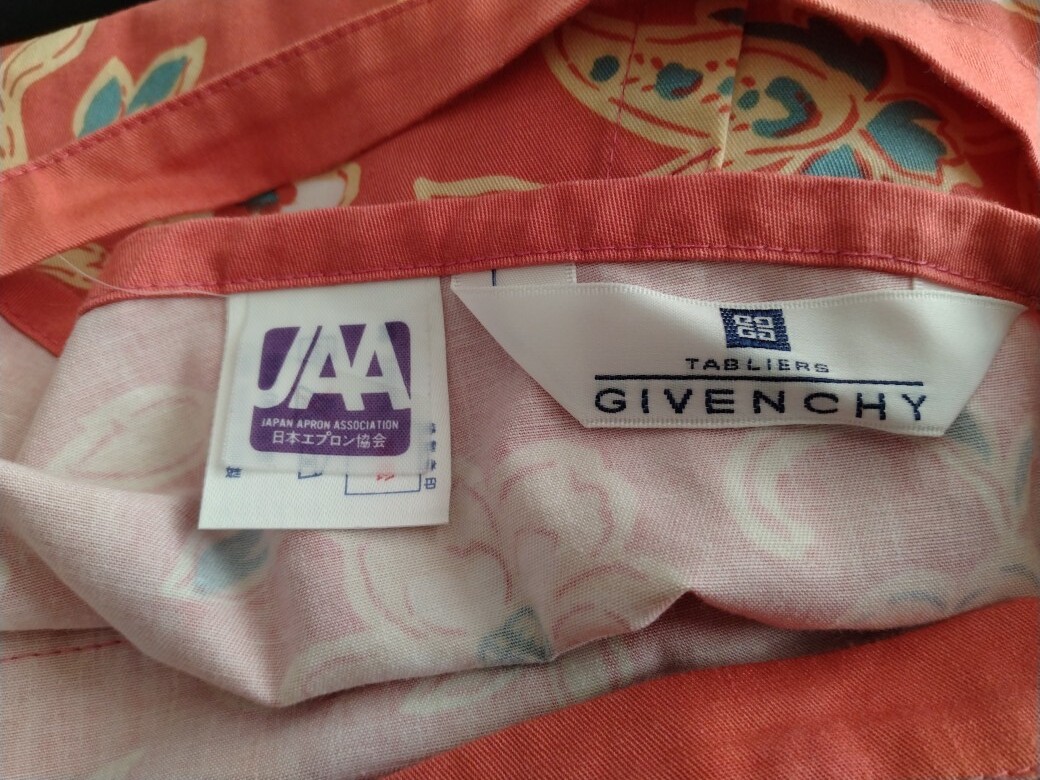 JAA
JAPAN APRON ASSOCIATION
日本エプロン協会
TABLIERS
GIVENCHY